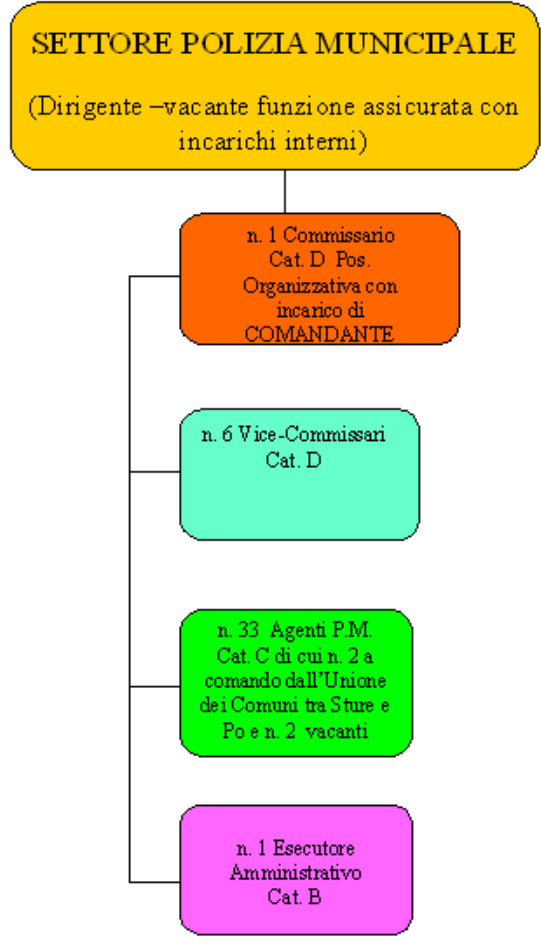 SETTORE POLIZIA MUNICIPALE
(Dirigente –vacante funzione assicurata con
incarichi interni)
n. 1 Commissario
Cat. D Pos.
Organizzativa con
incarico di
COMANDANTE
n. 6 Vice-Commissari
Cat. D
n. 33 Agenti P.M.
Cat. C di cui n. 2 a
comando dall'Unione
dei Comuni tra Sture e
Po e n. 2 vacanti
n. 1 Esecutore
Amministrativo
Cat. B